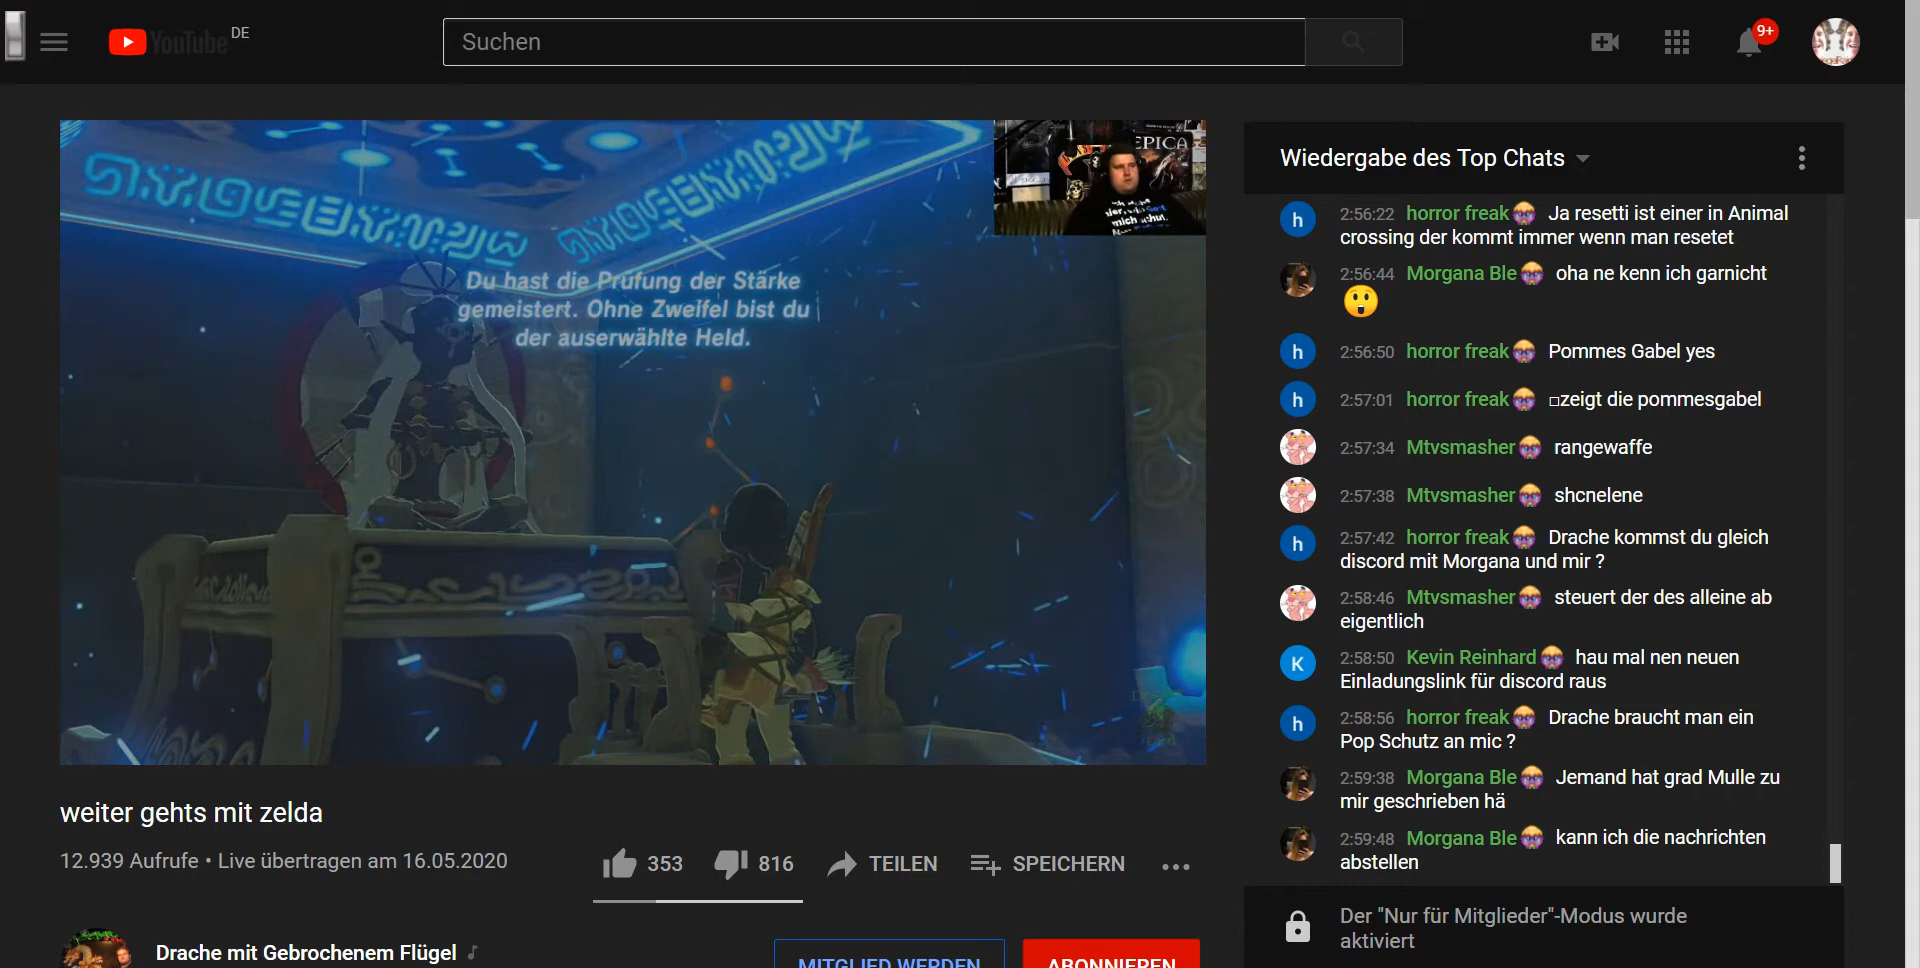 YouTube DE
Suchen
9+
EPICA
Du hast die Prüfung der Stärke
gemeistert. Ohne Zweifel bist du
der auserwählte Held.
weiter gehts mit zelda
12.939 Aufrufe • Live übertragen am 16.05.2020
353
816
TEILEN
SPEICHERN
Drache mit Gebrochenem Flügel
MITGLIED WERDEN
ABONNIEREN
Wiedergabe des Top Chats
h
2:56:22 horror freak Ja resetti ist einer in Animal
crossing der kommt immer wenn man resetet
2:56:44 Morgana Ble oha ne kenn ich garnicht
h
2:56:50 horror freak Pommes Gabel yes
h
2:57:01 horror freak □zeigt die pommesgabel
2:57:34 Mtvsmasher rangewaffe
2:57:38 Mtvsmasher shcnelene
h
2:57:42 horror freak Drache kommst du gleich
discord mit Morgana und mir ?
2:58:46 Mtvsmasher steuert der des alleine ab
eigentlich
K
2:58:50 Kevin Reinhard hau mal nen neuen
Einladungslink für discord raus
h
2:58:56 horror freak Drache braucht man ein
Pop Schutz an mic ?
2:59:38 Morgana Ble Jemand hat grad Mulle zu
mir geschrieben hä
2:59:48 Morgana Ble kann ich die nachrichten
abstellen
Der "Nur für Mitglieder"-Modus wurde
aktiviert